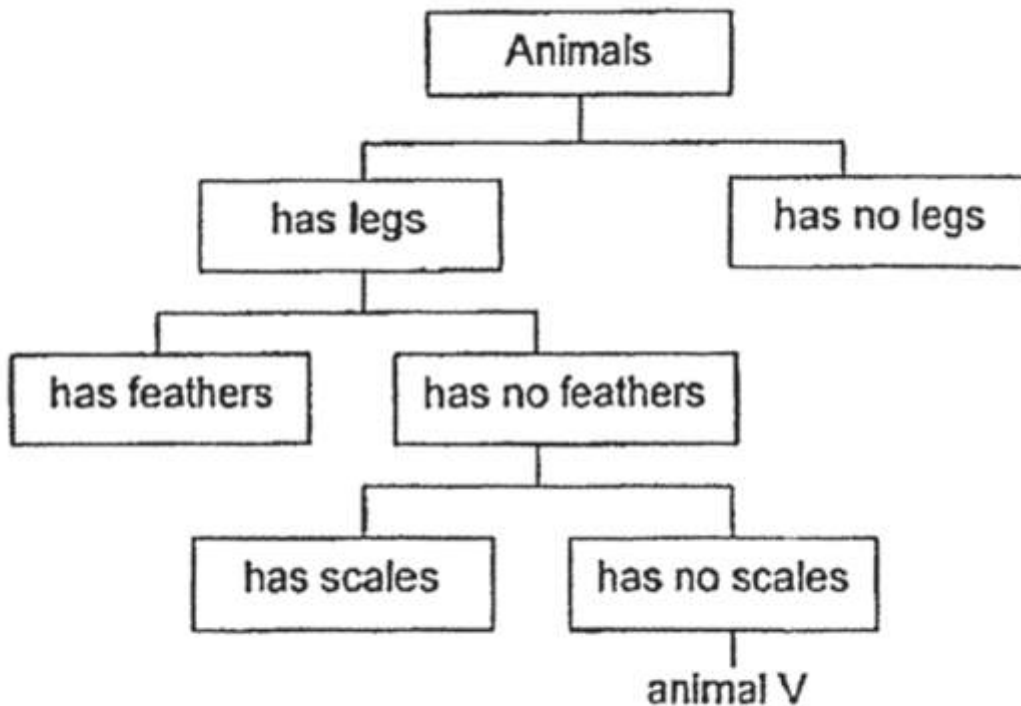 Animals
has legs
has no legs
has feathers
has no feathers
has scales
has no scales
animal V